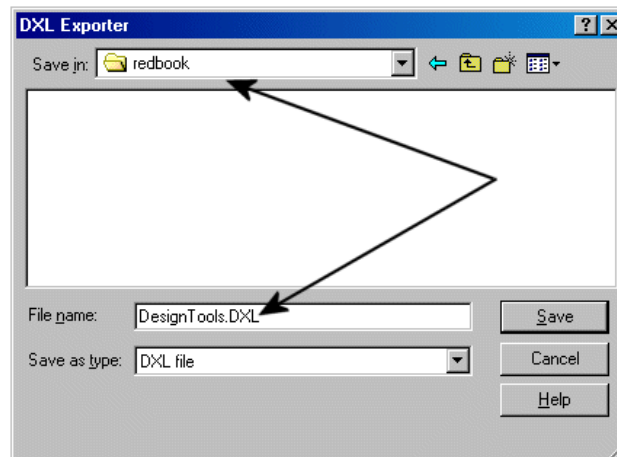 DXL Exporter
Save in: redbook
File name: DesignTools.DXL Save
Save as type: DXL file Cancel
Help